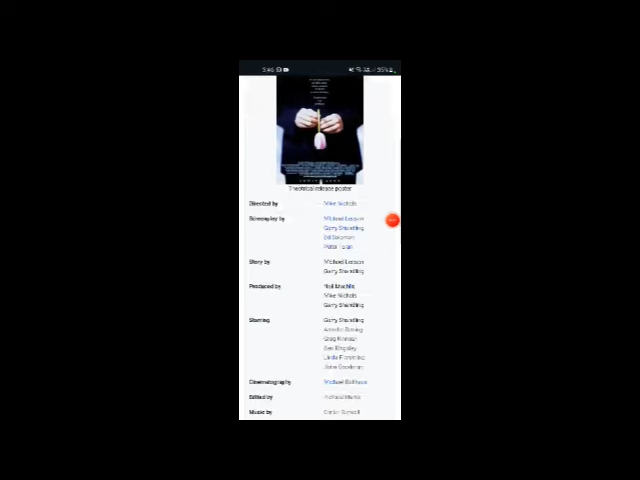 Theatrical release poster
Directed by Mike Nichols
Screenplay by Michael Leeson
Garry Shandling
Ed Solomon
Peter Tolan
Story by Michael Leeson
Garry Shandling
Produced by Neil Machlis
Mike Nichols
Garry Shandling
Starring Garry Shandling
Annette Bening
Greg Kinnear
Ben Kingsley
Linda Fiorentino
John Goodman
Cinematography Michael Ballhaus
Edited by Richard Marks
Music by Carter Burwell